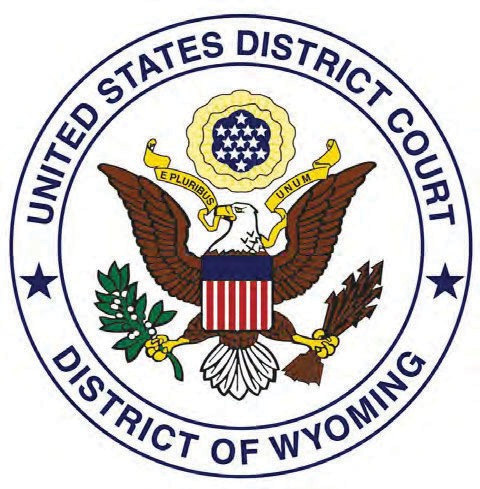 UNITED STATES DISTRICT COURT
E PLURIBUS UNUM
DISTRICT OF WYOMING